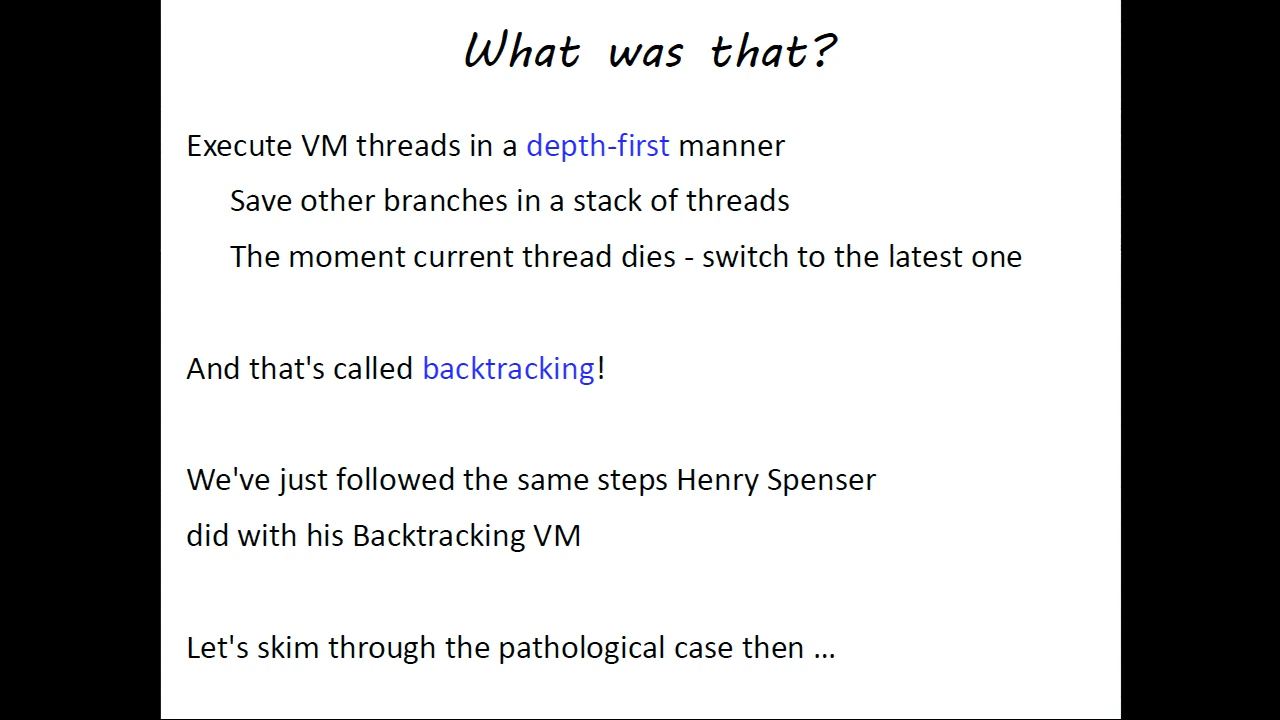 What was that?
Execute VM threads in a depth-first manner
Save other branches in a stack of threads
The moment current thread dies - switch to the latest one
And that's called backtracking!
We've just followed the same steps Henry Spenser
did with his Backtracking VM
Let's skim through the pathological case then ...